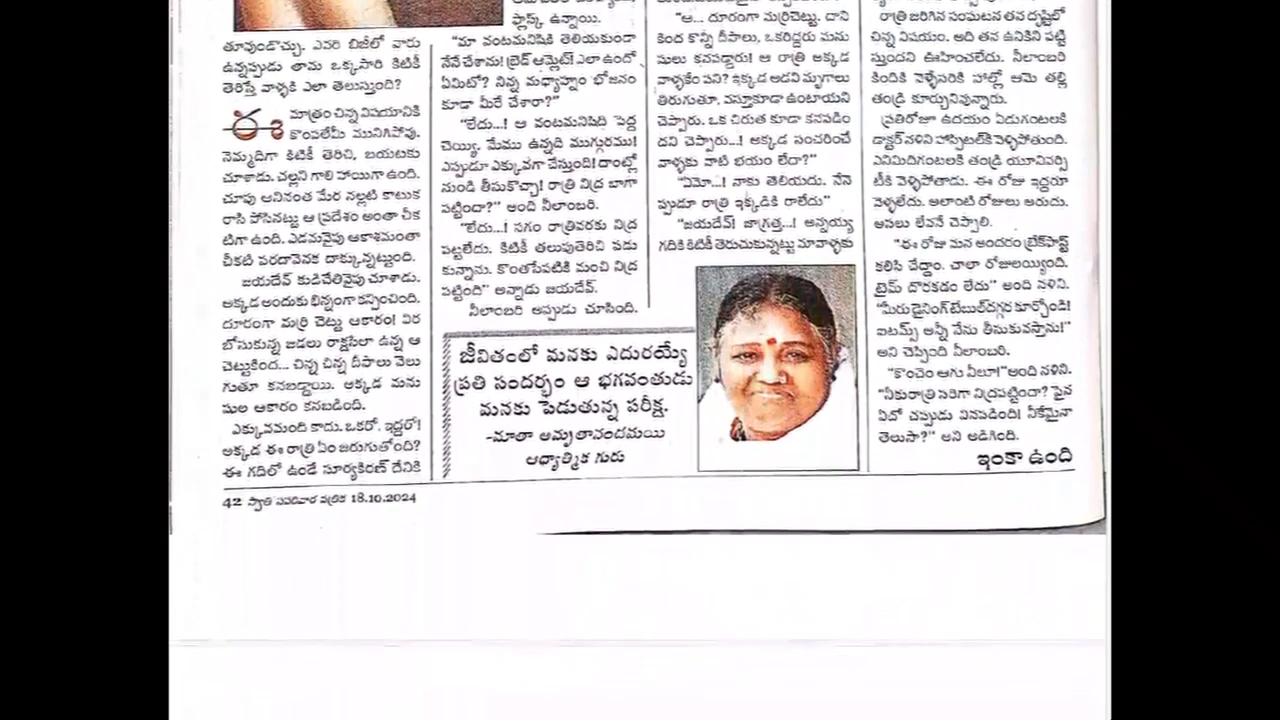 తూవుండొచ్చు. ఎవరి బిజీలో వారు
ఉన్నప్పుడు తాను ఒక్కసారి కిటికీ
తెరిస్తే వాళ్ళకి ఎలా తెలుస్తుంది?
ఈ మాత్రం చిన్న విషయానికి
కొంపలేమీ మునిగిపోవు.
నెమ్మదిగా కిటికీ తెరిచి, బయటకు
చూశాడు. చల్లని గాలి హాయిగా ఉంది.
చూపు ఆనినంత మేర నల్లటి కాటుక
రాసి పోసినట్టు ఆ ప్రదేశం అంతా చీక
టిగా ఉంది. ఎడమవైపు ఆకాశమంతా
చీకటి పరదావెనక దాక్కున్నట్టుంది.
జయదేవ్ కుడిచేతివైపు చూశాడు.
అక్కడ అందుకు భిన్నంగా కన్పించింది.
దూరంగా మర్రి చెట్టు ఆకారం! విర
బోసుకున్న జడలు రాక్షసిలా ఉన్న ఆ
చెట్టుకింద... చిన్న చిన్న దీపాలు వెలు
గుతూ కనబడ్డాయి. అక్కడ మను
షుల ఆకారం కనబడింది.
ఎక్కువమంది కాదు. ఒకరో, ఇద్దరో!
అక్కడ ఈ రాత్రి ఏం జరుగుతోంది?
ఈ గదిలో ఉండే సూర్యకిరణ్ దేనికి
ఫ్లాస్క్ ఉన్నాయి.
"మా వంటమనిషికి తెలియకుండా
నేనే చేశాను! బ్రెడ్ ఆమ్లెట్! ఎలా ఉందో
ఏమిటో? నిన్న మధ్యాహ్నం భోజనం
కూడా మీరే చేశారా?"
"లేదు...! ఆ వంటమనిషిది పెద్ద
చెయ్యి. మేము ఉన్నది ముగ్గురము!
ఎప్పుడూ ఎక్కువగా చేస్తుంది! దాంట్లో
నుండి తీసుకొచ్చా! రాత్రి నిద్ర బాగా
పట్టిందా?" అంది నీలాంబరి.
"లేదు...! సగం రాత్రివరకు నిద్ర
పట్టలేదు. కిటికీ తలుపుతెరిచి పడు
కున్నాను. కొంతసేపటికి మంచి నిద్ర
పట్టింది" అన్నాడు జయదేవ్.
నీలాంబరి అప్పుడు చూసింది.
"ఆ... దూరంగా మర్రిచెట్టు. దాని
కింద కొన్ని దీపాలు, ఒకరిద్దరు మను
షులు కనపడ్డారు! ఆ రాత్రి అక్కడ
వాళ్ళకేం పని? ఇక్కడ అడవి మృగాలు
తిరుగుతూ, వస్తూకూడా ఉంటాయని
చెప్పారు. ఒక చిరుత కూడా కనపడిం
దని చెప్పారు...! అక్కడ సంచరించే
వాళ్ళకు వాటి భయం లేదా?"
"ఏమో...! నాకు తెలియదు. నేనె
ప్పుడూ రాత్రి ఇక్కడికి రాలేదు"
"జయదేవ్! జాగ్రత్త...! అన్నయ్య
గదికి కిటికీ తెరుచుకున్నట్టు మావాళ్ళకు
జీవితంలో మనకు ఎదురయ్యే
ప్రతి సందర్భం ఆ భగవంతుడు
మనకు పెడుతున్న పరీక్ష.
-మాతా అమృతానందమయి
ఆధ్యాత్మిక గురు
రాత్రి జరిగిన సంఘటన తన దృష్టిలో
చిన్న విషయం. అది తన ఉనికిని పట్టి
స్తుందని ఊహించలేదు. నీలాంబరి
కిందికి వెళ్ళేసరికి హాల్లో ఆమె తల్లి
తండ్రి కూర్చునివున్నారు.
ప్రతిరోజూ ఉదయం ఏడుగంటలకి
డాక్టర్ నళిని హాస్పిటల్‌కి వెళ్ళిపోతుంది.
ఎనిమిదిగంటలకి తండ్రి యూనివర్సి
టీకి వెళ్ళిపోతాడు. ఈ రోజు ఇద్దరూ
వెళ్ళలేదు. అలాంటి రోజులు అరుదు.
అసలు లేవనే చెప్పాలి.
"ఈ రోజు మన అందరం బ్రేక్‌ఫాస్ట్
కలిసి చేద్దాం. చాలా రోజులయ్యింది.
టైమ్ దొరకడం లేదు" అంది నళిని.
"మీరు డైనింగ్ టేబుల్‌దగ్గర కూర్చోండి!
ఐటమ్స్ అన్నీ నేను తీసుకువస్తాను!"
అని చెప్పింది నీలాంబరి.
"కొంచెం ఆగు నీలూ!" అంది నళిని.
"నీకు రాత్రి సరిగా నిద్రపట్టిందా? పైన
ఏదో చప్పుడు వినపడింది! నీకేమైనా
తెలుసా?" అని అడిగింది.
ఇంకా ఉంది
42 స్వాతి సపరివార పత్రిక 18.10.2024